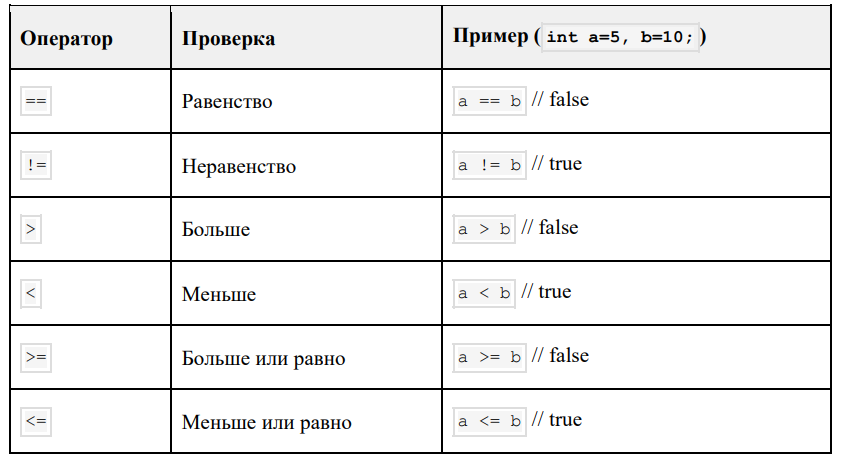 Оператор Проверка Пример (int a=5, b=10;)
== Равенство a == b // false
!= Неравенство a != b // true
> Больше a > b // false
< Меньше a < b // true
>= Больше или равно a >= b // false
<= Меньше или равно a <= b // true